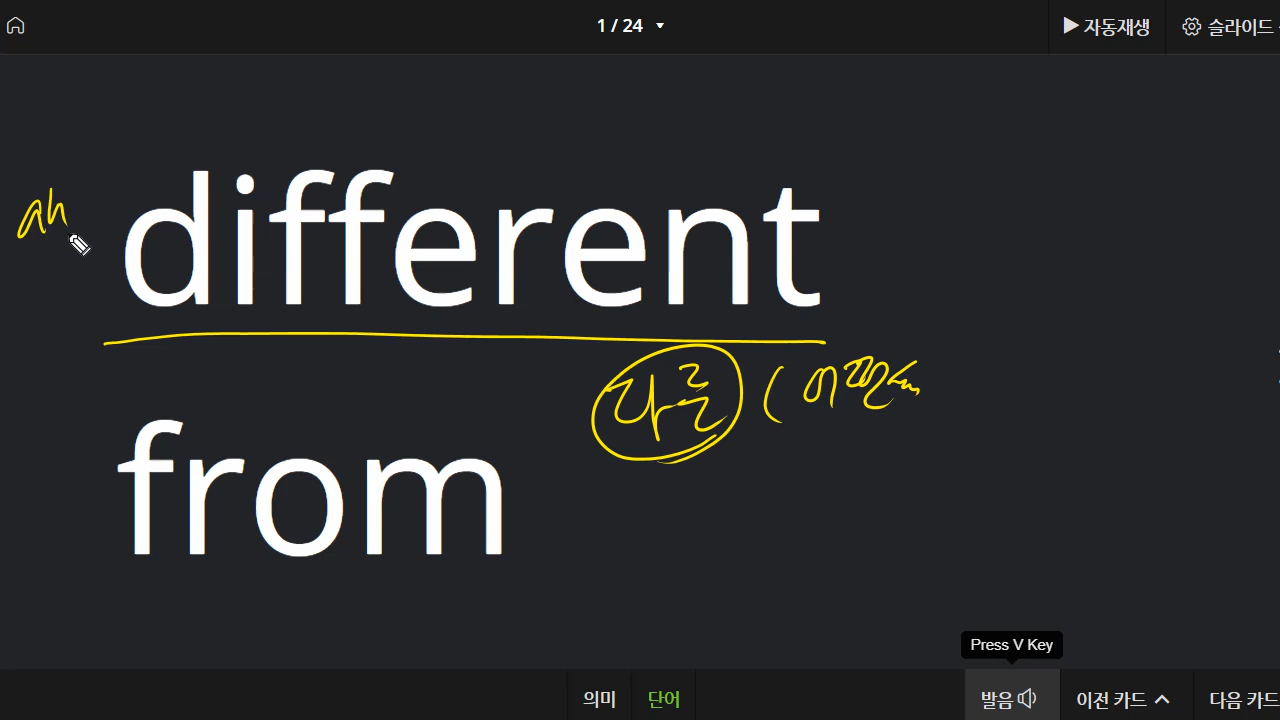 1 / 24
자동재생
슬라이드
different
다른
from
Press V Key
의미
단어
발음
이전 카드
다음 카드